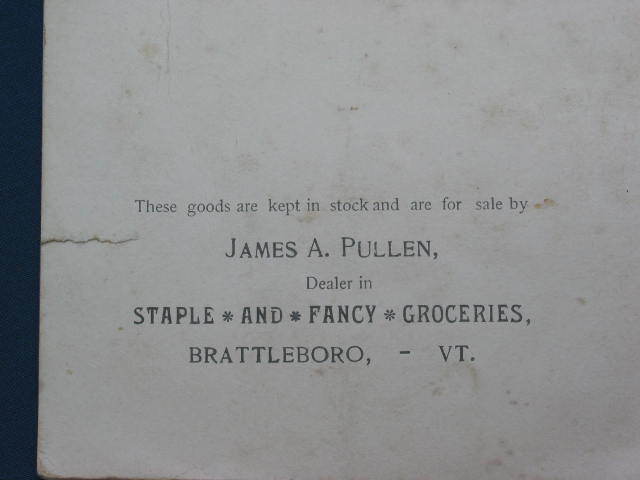 These goods are kept in stock and are for sale by
JAMES A. PULLEN,
Dealer in
STAPLE * AND * FANCY * GROCERIES,
BRATTLEBORO, - VT.